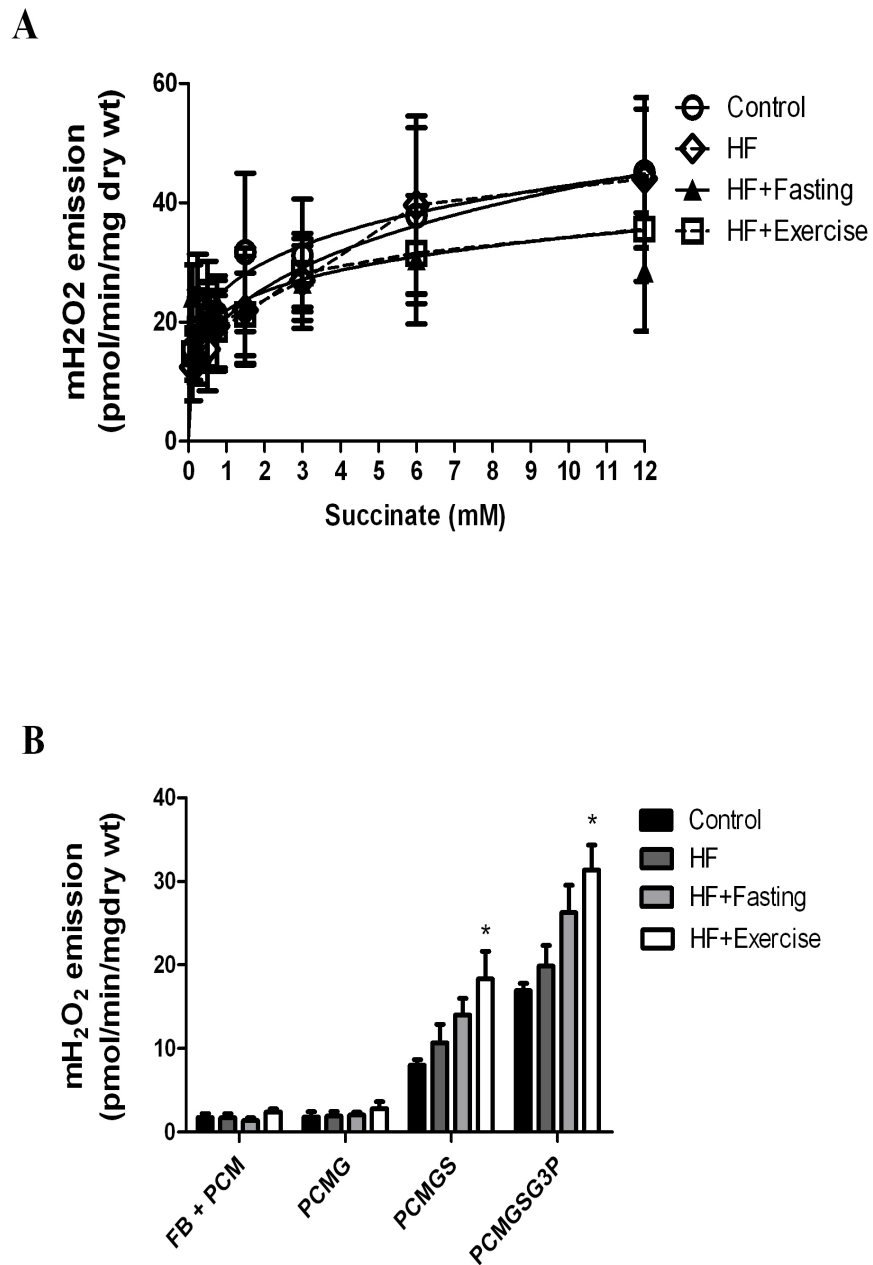 A
mH2O2 emission
(pmol/min/mg dry wt)
60
40
20
0
0 1 2 3 4 5 6 7 8 9 10 11 12
Succinate (mM)
Control
HF
HF+Fasting
HF+Exercise
B
mH₂O₂ emission
(pmol/min/mgdry wt)
40
30
20
10
0
*
*
FB + PCM
PCMG
PCMGS
PCMGSG3P
Control
HF
HF+Fasting
HF+Exercise